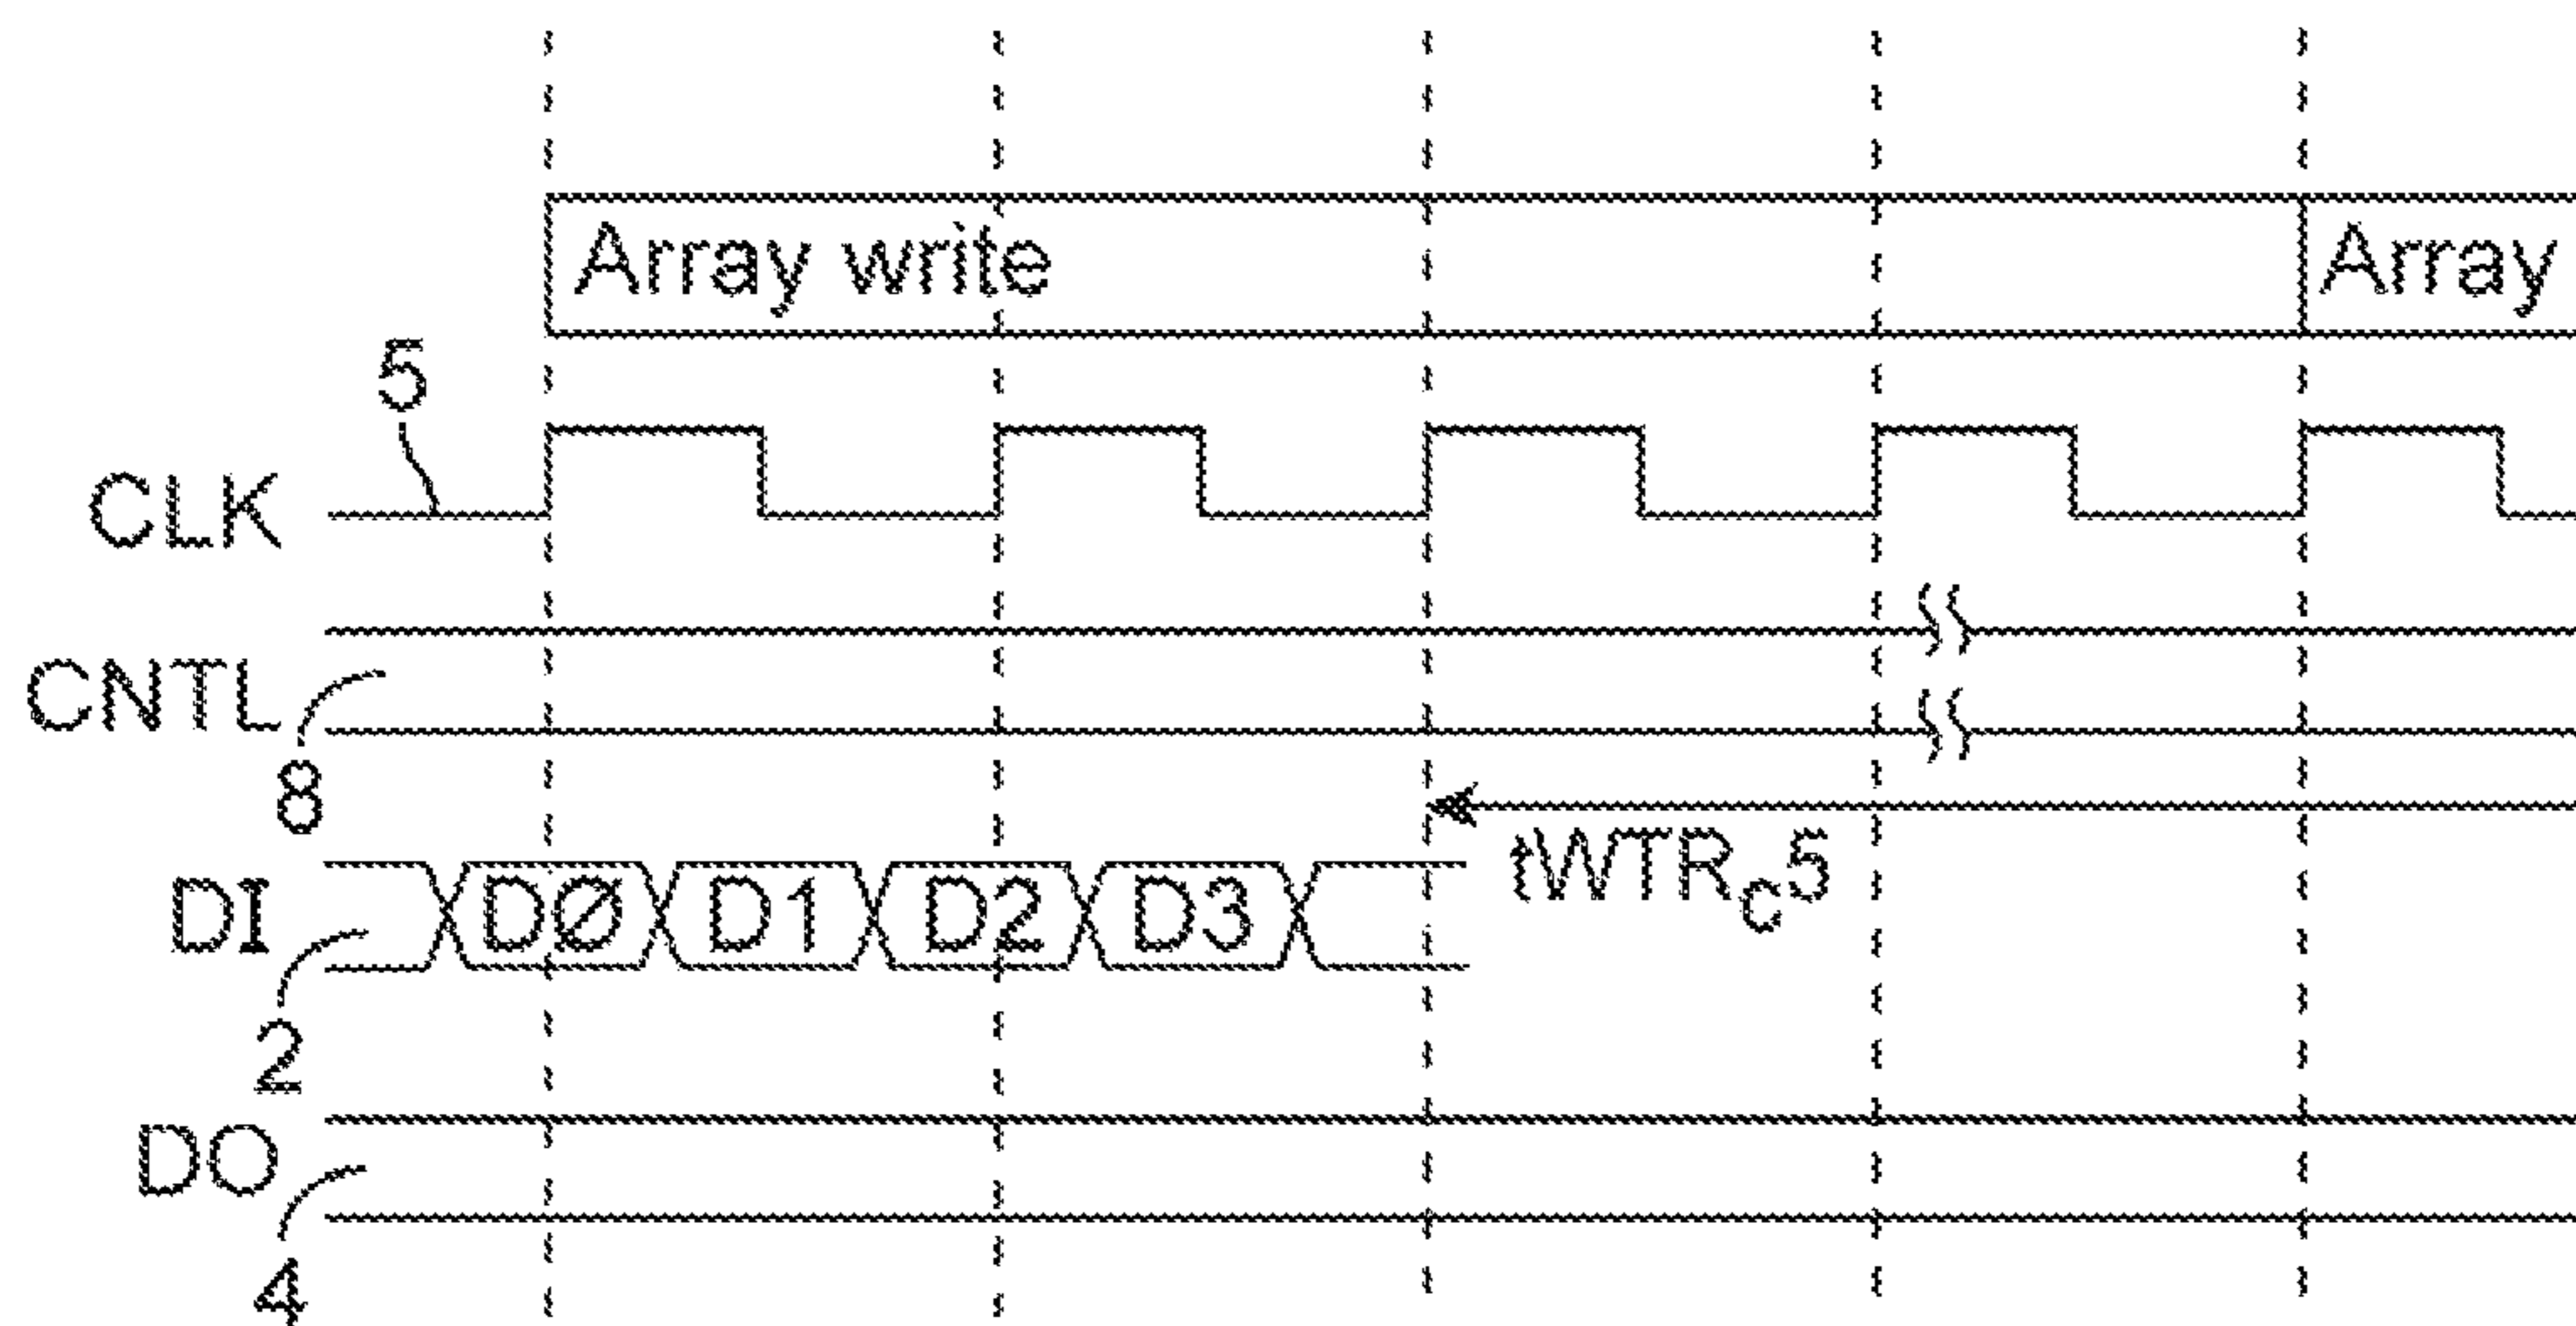 Array write Array
5
CLK
CNTL
8
tWTRC5
DI DØ D1 D2 D3
2
DO
4